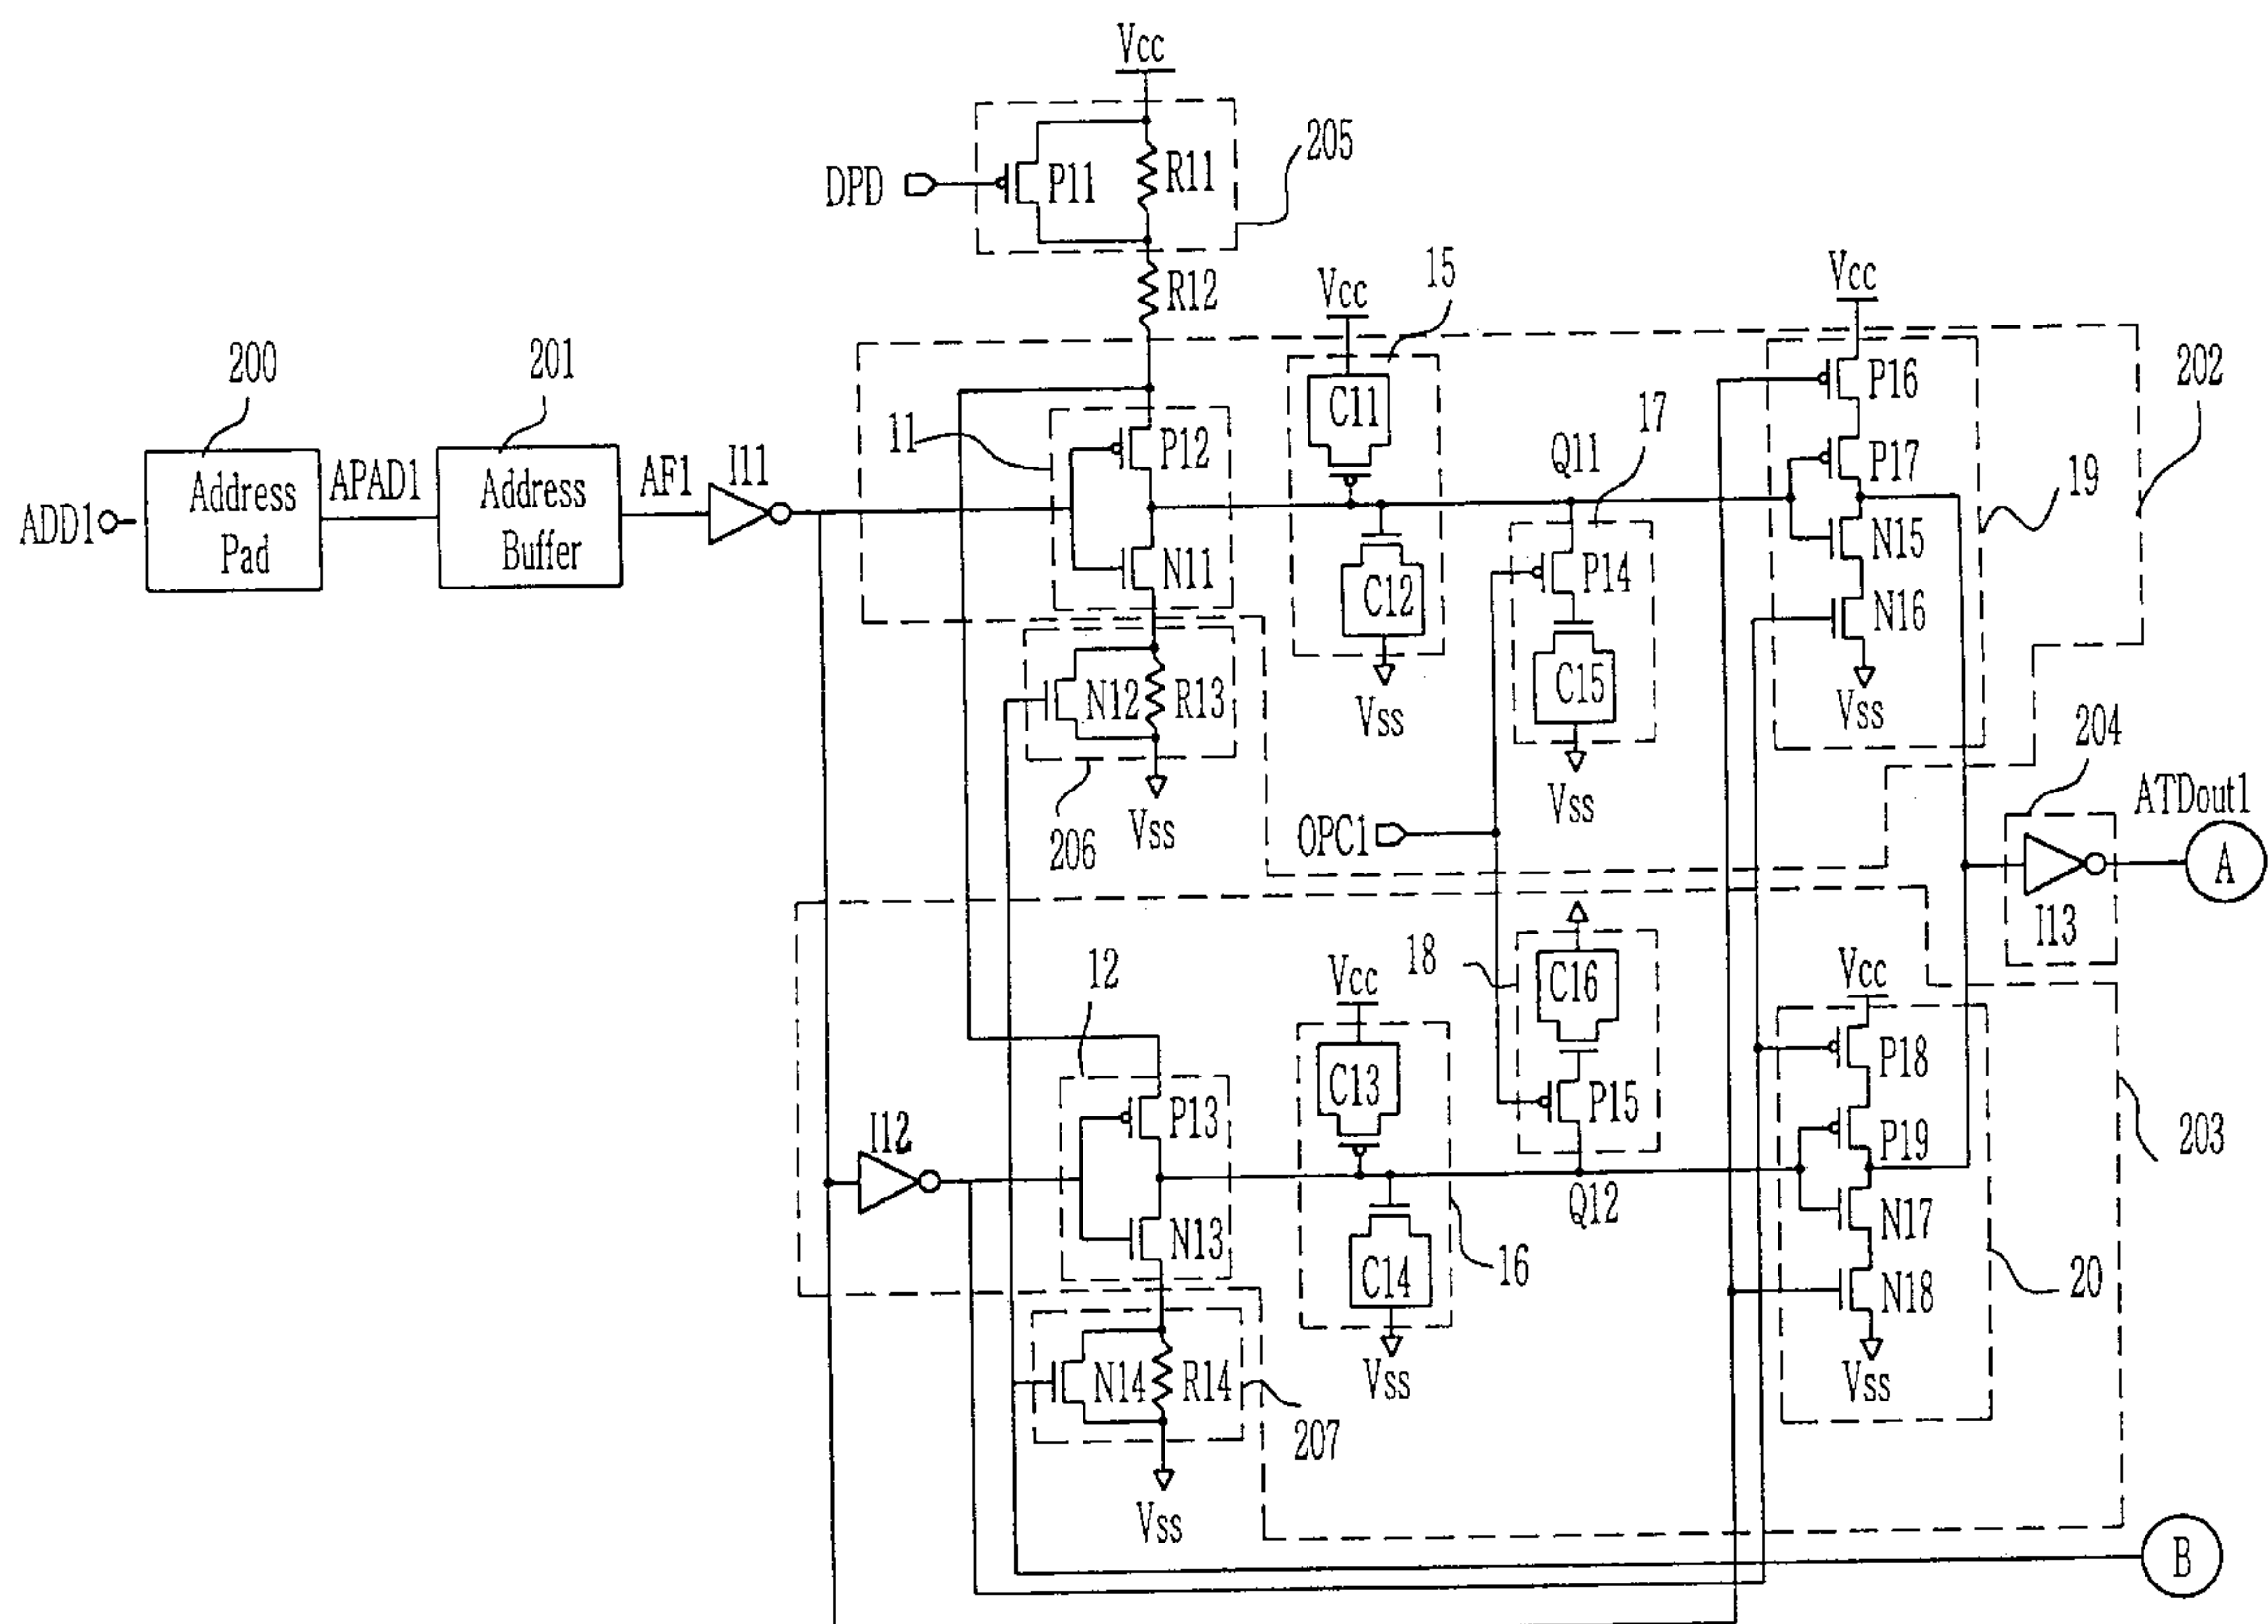 Vcc
DPD
P11
R11
205
R12
Vcc
15
Vcc
200
201
11
P12
C11
17
P16
202
ADD1
Address Pad
APAD1
Address Buffer
AF1
I11
Q11
P17
19
N11
C12
P14
N15
N16
N12
R13
Vss
C15
Vss
204
206
Vss
Vss
OPC1
ATDout1
A
I13
12
18
C16
Vcc
Vcc
I12
P13
C13
P15
P18
P19
203
Q12
N13
C14
16
N17
N18
20
N14
R14
Vss
Vss
207
Vss
B